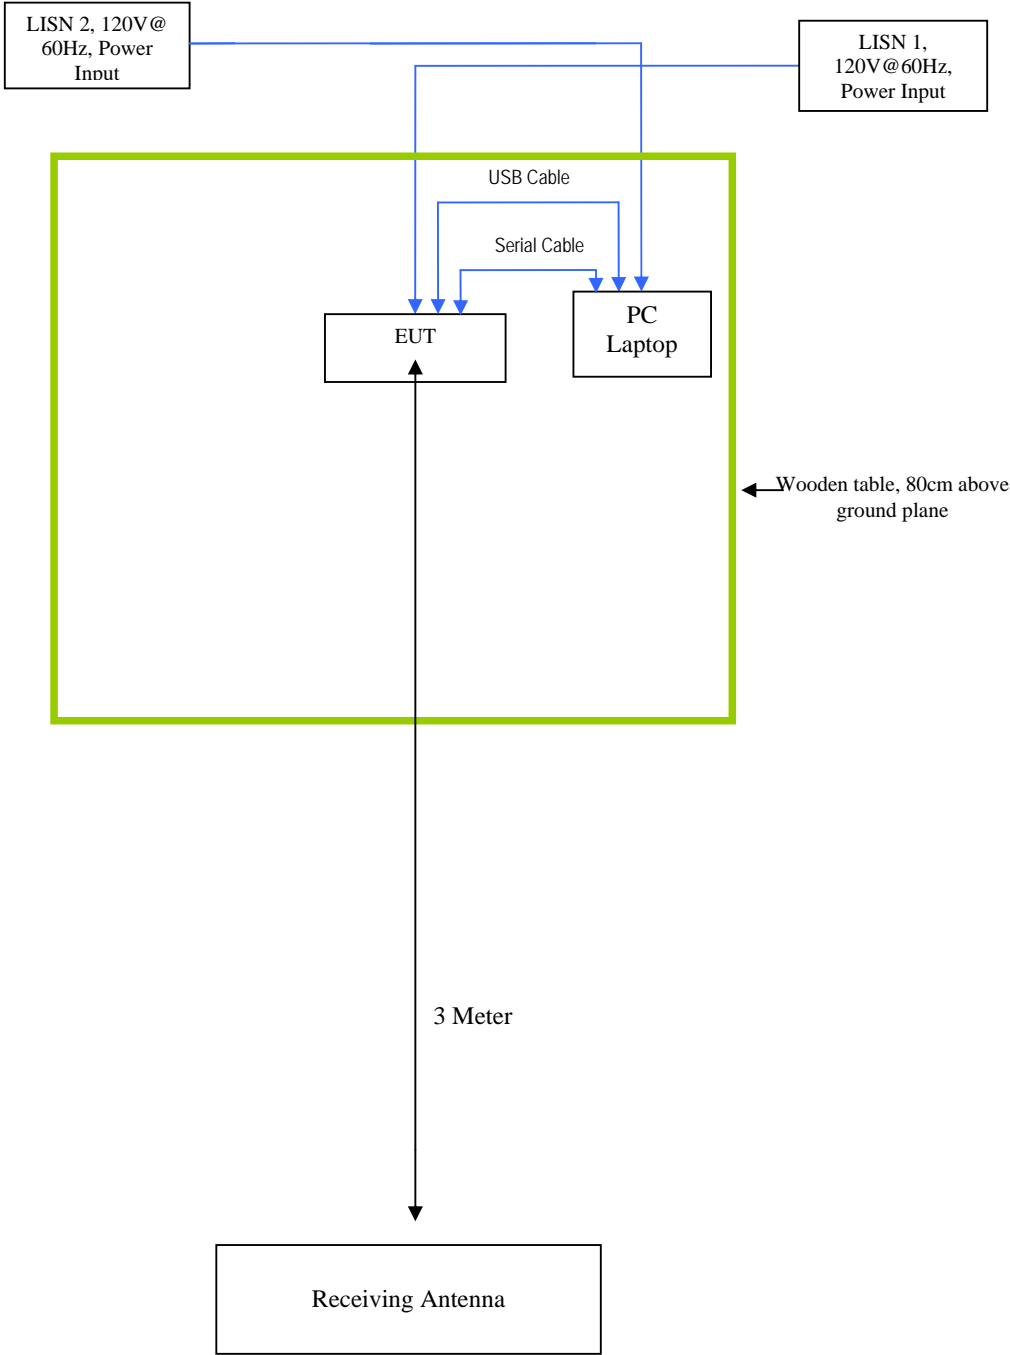 LISN 2, 120V@
60Hz, Power
Input
LISN 1,
120V@60Hz,
Power Input
USB Cable
Serial Cable
EUT
PC
Laptop
Wooden table, 80cm above
ground plane
3 Meter
Receiving Antenna